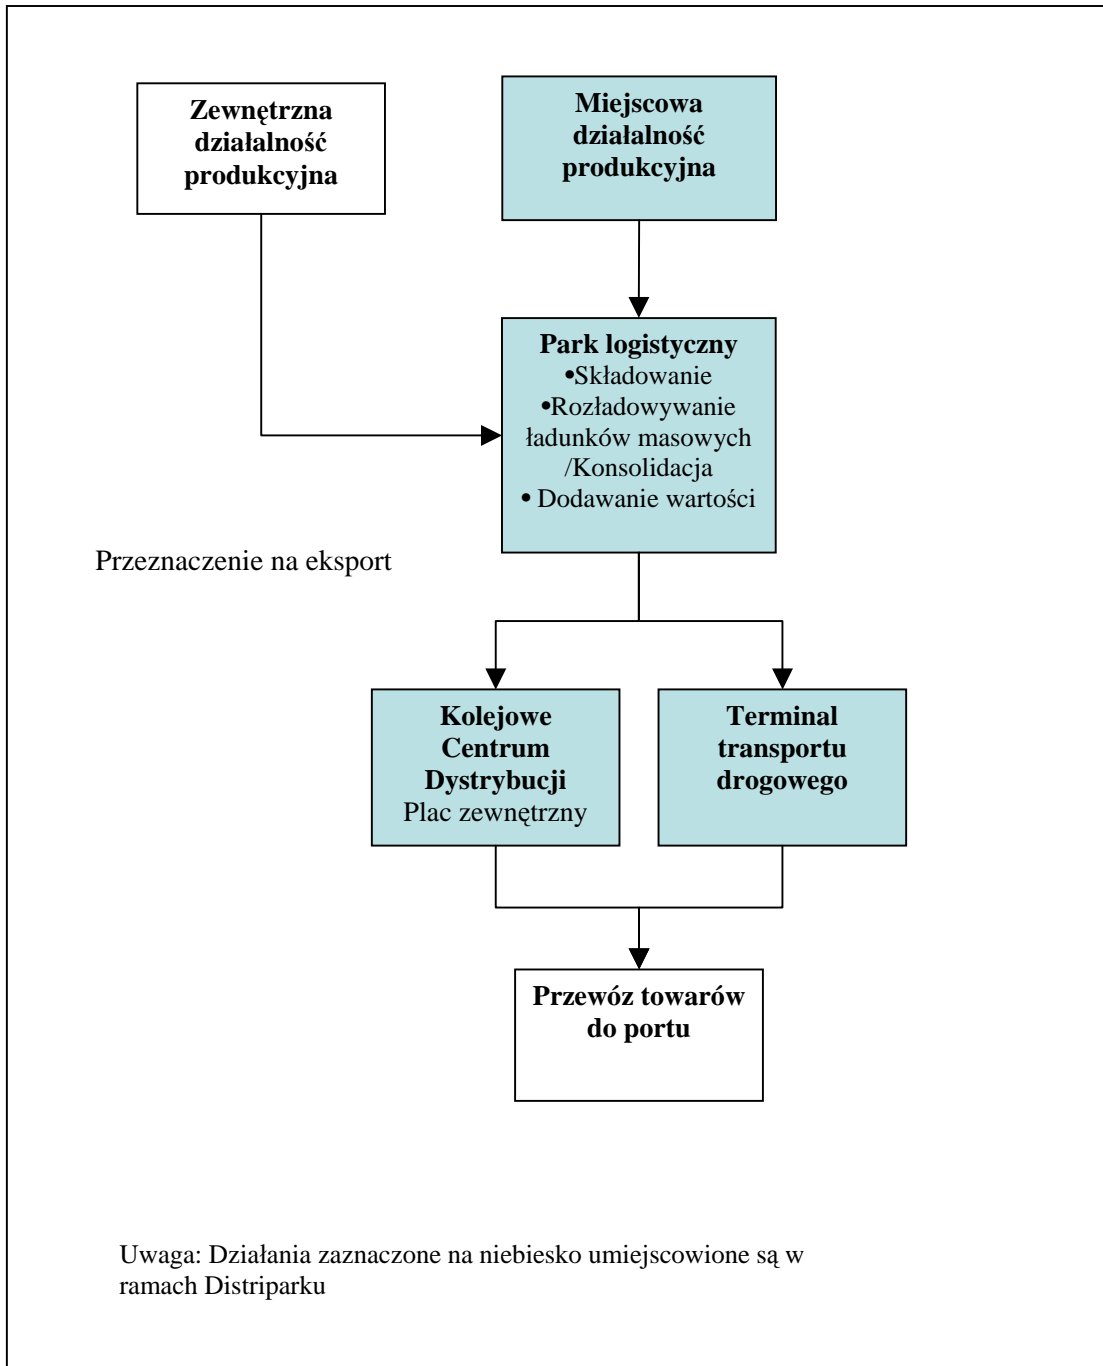 Zewnętrzna
działalność
produkcyjna
Miejscowa
działalność
produkcyjna
Park logistyczny
•Składowanie
•Rozładowywanie
ładunków masowych
/Konsolidacja
• Dodawanie wartości
Przeznaczenie na eksport
Kolejowe
Centrum
Dystrybucji
Plac zewnętrzny
Terminal
transportu
drogowego
Przewóz towarów
do portu
Uwaga: Działania zaznaczone na niebiesko umiejscowione są w
ramach Distriparku